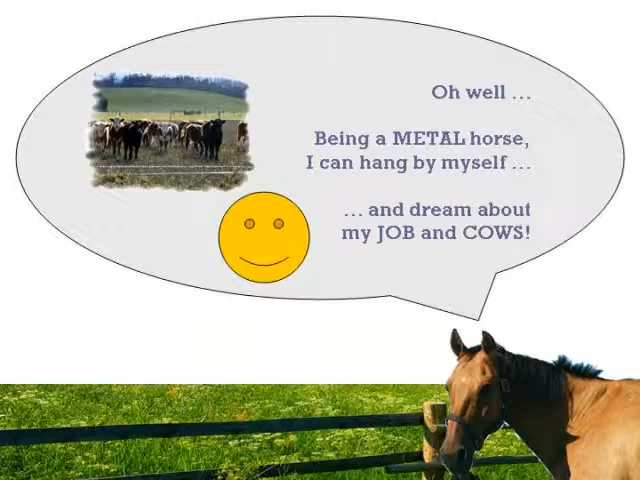 Oh well ...
Being a METAL horse,
I can hang by myself ...
... and dream about
my JOB and COWS!